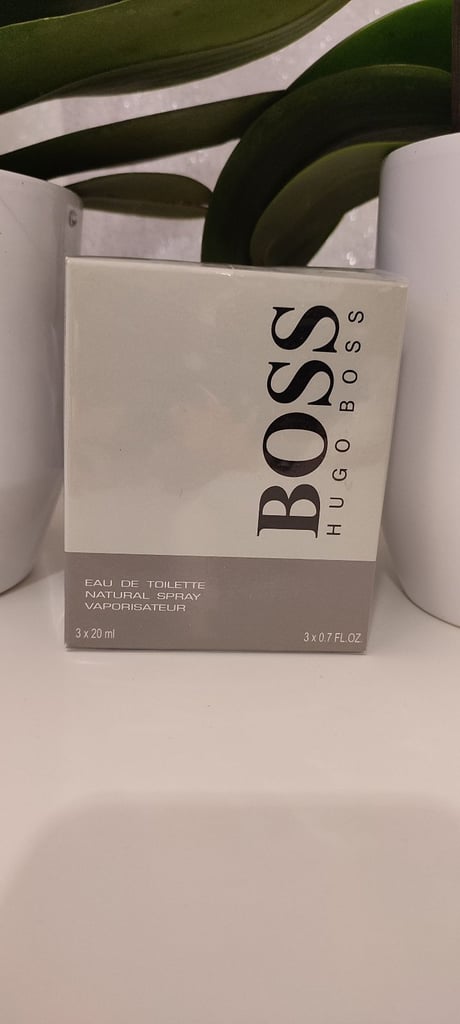 BOSS
HUGO BOSS
EAU DE TOILETTE
NATURAL SPRAY
VAPORISATEUR
3 x 20 ml
3 x 0.7 FL.OZ.